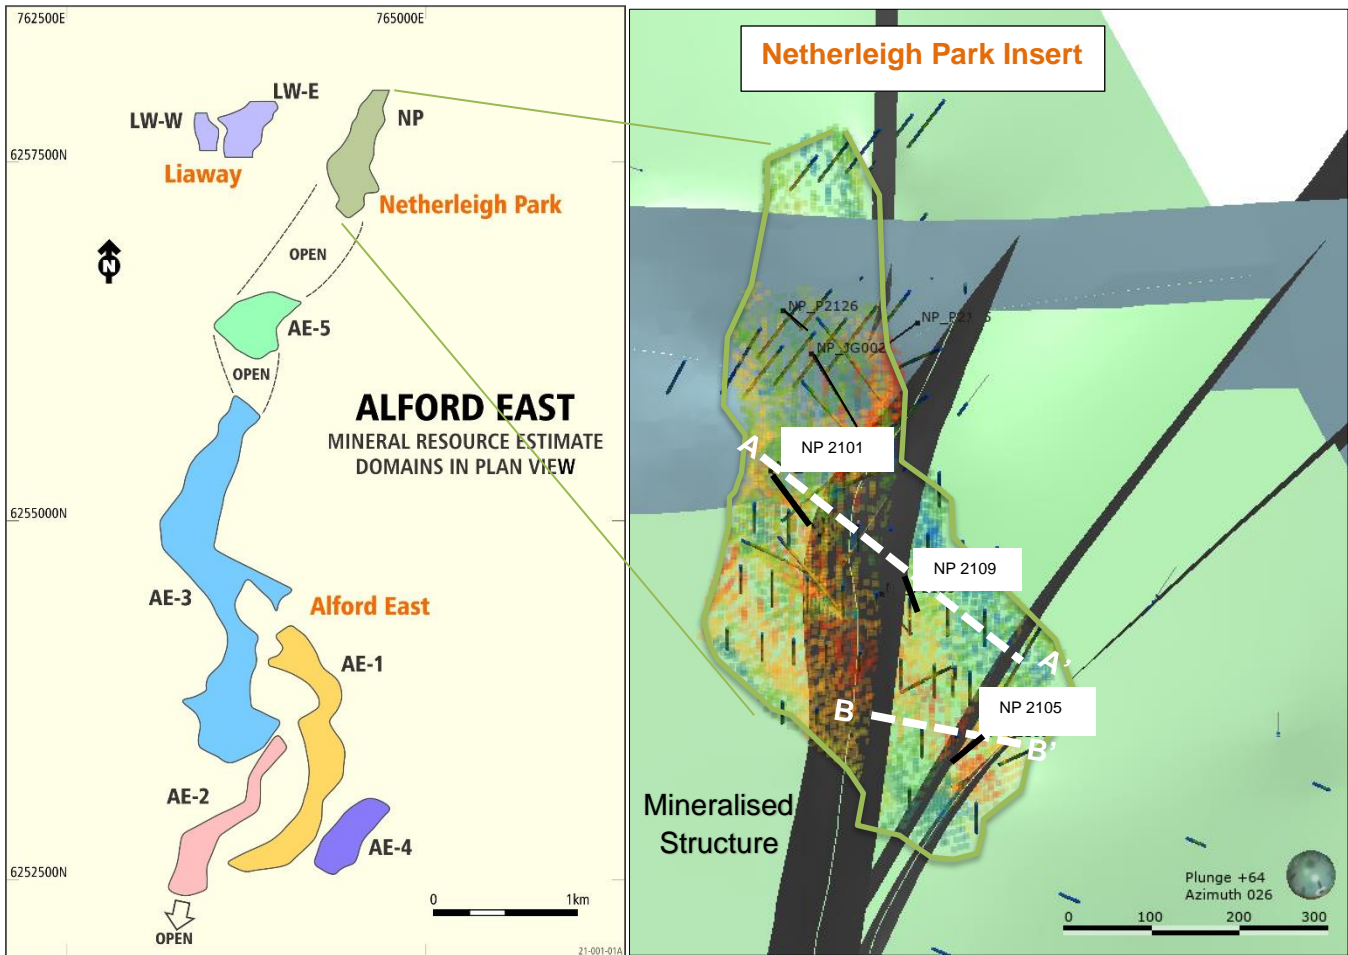 762500E
765000E
LW-E
LW-W
NP
6257500N
Liaway
Netherleigh Park
N
OPEN
AE-5
OPEN
ALFORD EAST
MINERAL RESOURCE ESTIMATE
DOMAINS IN PLAN VIEW
6255000N
AE-3
Alford East
AE-1
AE-2
AE-4
6252500N
0 1km
OPEN
21-001-01A
Netherleigh Park Insert
NP_P2126
NP_JG002
A
NP 2101
NP 2109
A'
NP 2105
B
B'
Mineralised
Structure
Plunge +64
Azimuth 026
0 100 200 300